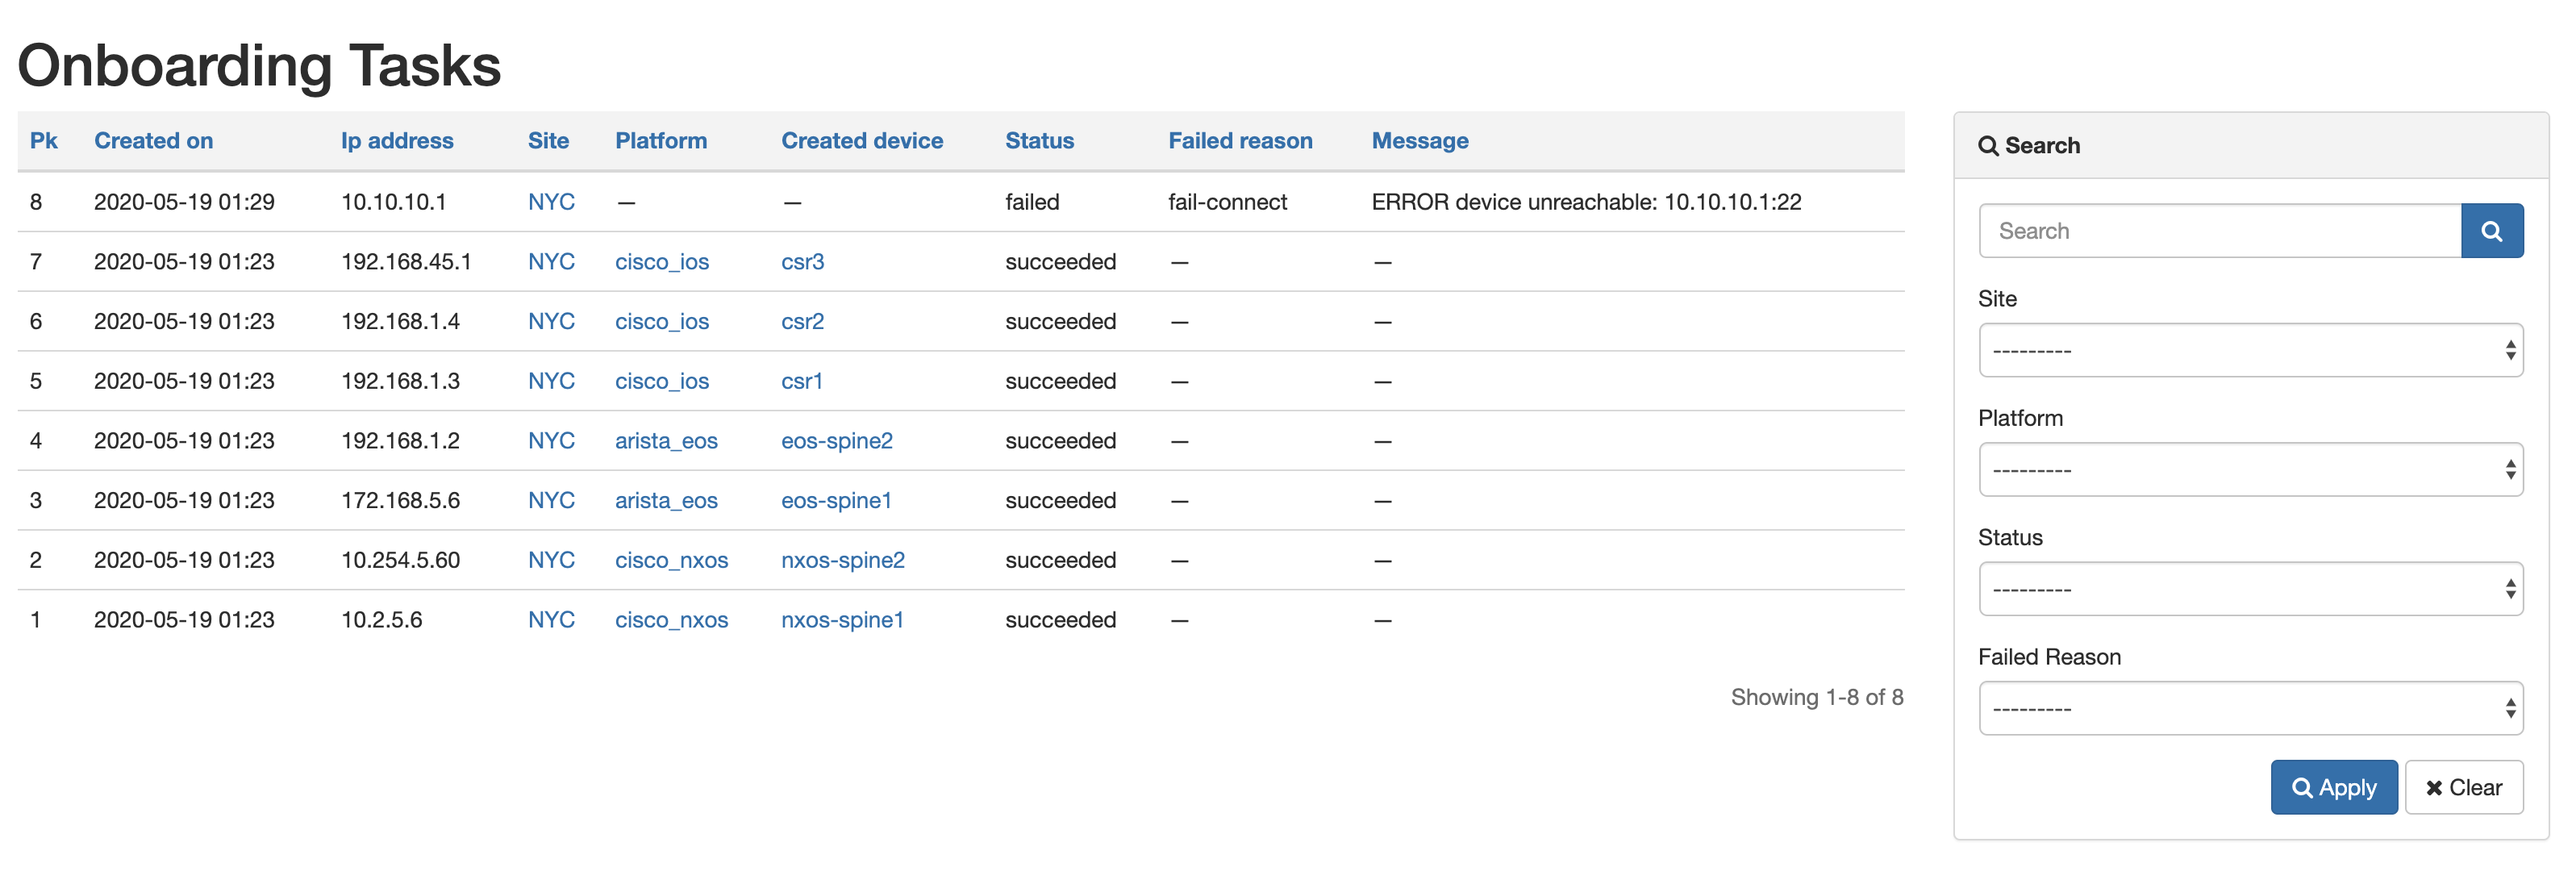 Onboarding Tasks
Pk Created on Ip address Site Platform Created device Status Failed reason Message
8 2020-05-19 01:29 10.10.10.1 NYC — — failed fail-connect ERROR device unreachable: 10.10.10.1:22
7 2020-05-19 01:23 192.168.45.1 NYC cisco_ios csr3 succeeded — —
6 2020-05-19 01:23 192.168.1.4 NYC cisco_ios csr2 succeeded — —
5 2020-05-19 01:23 192.168.1.3 NYC cisco_ios csr1 succeeded — —
4 2020-05-19 01:23 192.168.1.2 NYC arista_eos eos-spine2 succeeded — —
3 2020-05-19 01:23 172.168.5.6 NYC arista_eos eos-spine1 succeeded — —
2 2020-05-19 01:23 10.254.5.60 NYC cisco_nxos nxos-spine2 succeeded — —
1 2020-05-19 01:23 10.2.5.6 NYC cisco_nxos nxos-spine1 succeeded — —
Showing 1-8 of 8
Search
Search
Site
---------
Platform
---------
Status
---------
Failed Reason
---------
Apply Clear